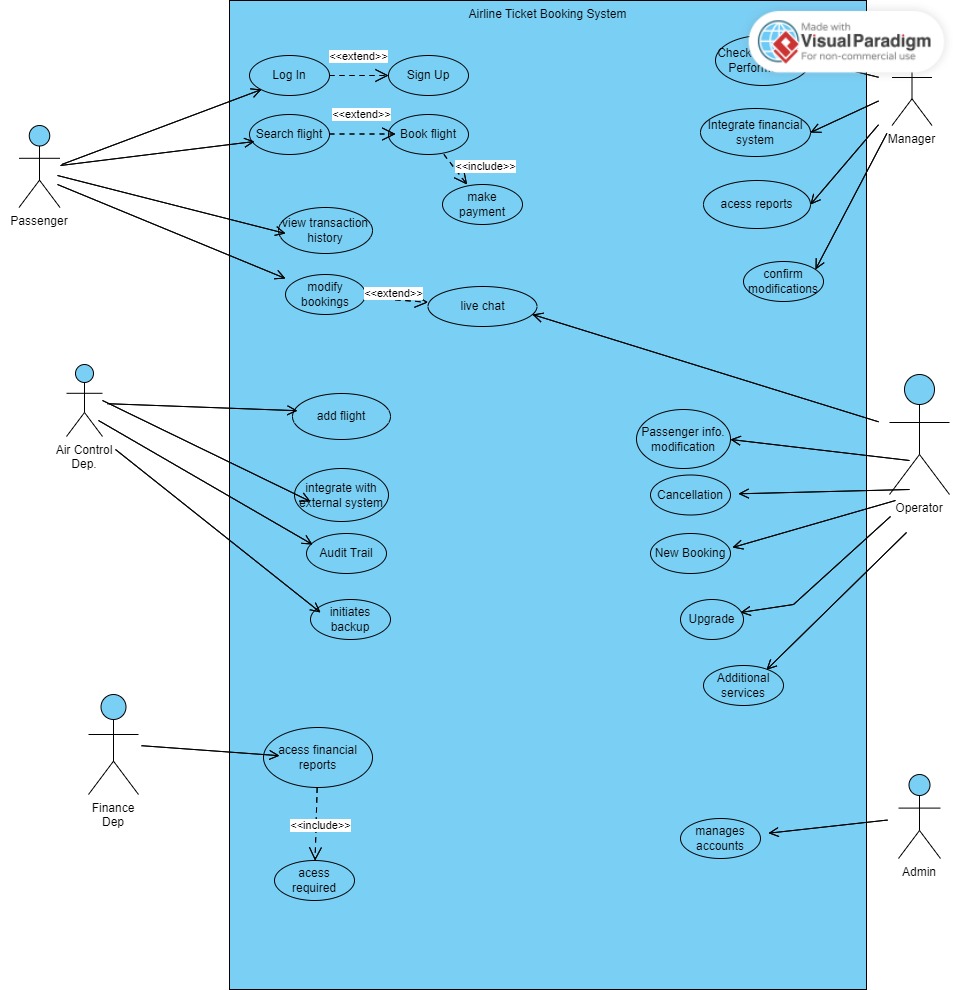 Airline Ticket Booking System
Made with
VisualParadigm
For non-commercial use
<<extend>>
Log In
Sign Up
Check
Perform
<<extend>>
Search flight
Book flight
Integrate financial
system
Manager
<<include>>
make
payment
acess reports
Passenger
view transaction
history
confirm
modifications
modify
bookings
<<extend>>
live chat
add flight
Passenger info.
modification
Air Control
Dep.
integrate with
external system
Cancellation
Operator
Audit Trail
New Booking
initiates
backup
Upgrade
Additional
services
acess financial
reports
Finance
Dep
<<include>>
manages
accounts
acess
required
Admin